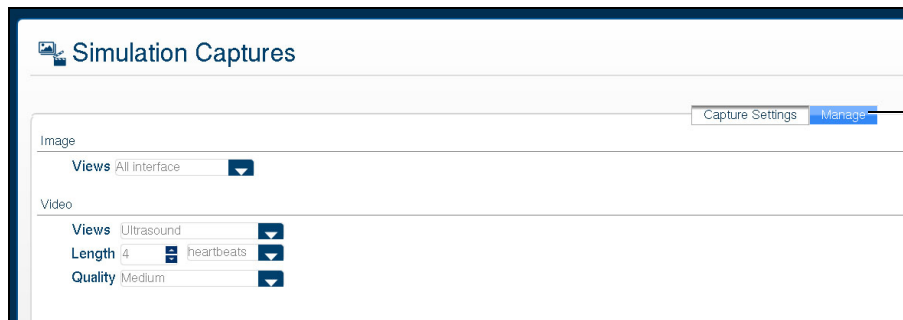 Simulation Captures
Capture Settings Manage
Image
Views All interface
Video
Views Ultrasound
Length 4 heartbeats
Quality Medium